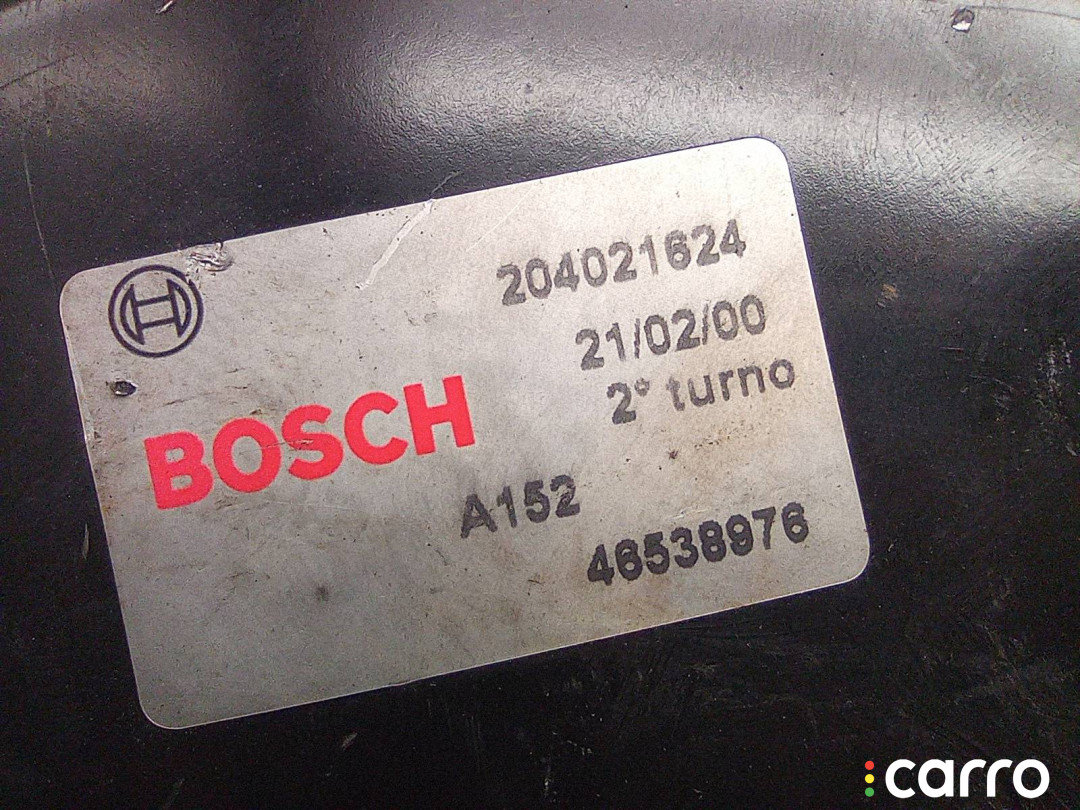 204021624
21/02/00
2° turno
BOSCH
A152
46538976
carro